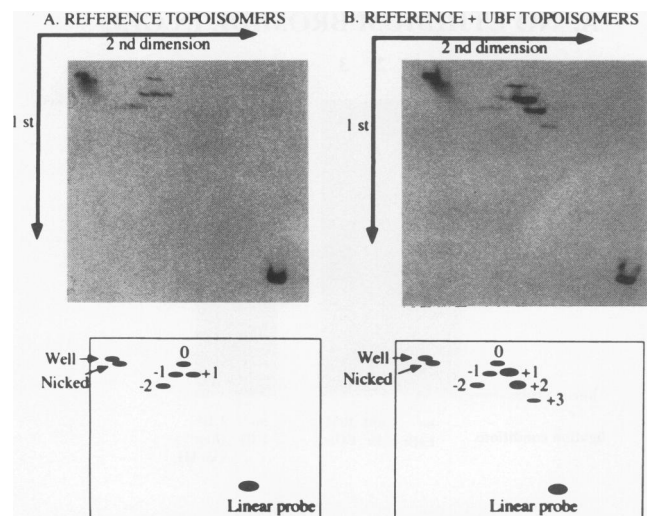 A. REFERENCE TOPOISOMERS
2 nd dimension
1 st
Well
Nicked
0
-1
+1
-2
Linear probe
B. REFERENCE + UBF TOPOISOMERS
2 nd dimension
1 st
Well
Nicked
0
-1
+1
-2
+2
+3
Linear probe